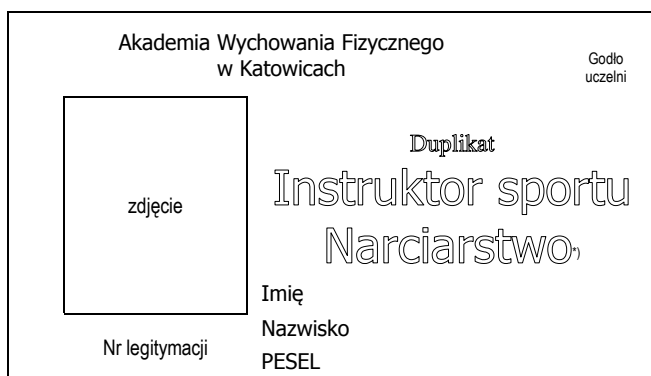 Akademia Wychowania Fizycznego
w Katowicach
Godło
uczelni
zdjęcie
Duplikat
Instruktor sportu
Narciarstwo*)
Imię
Nazwisko
PESEL
Nr legitymacji